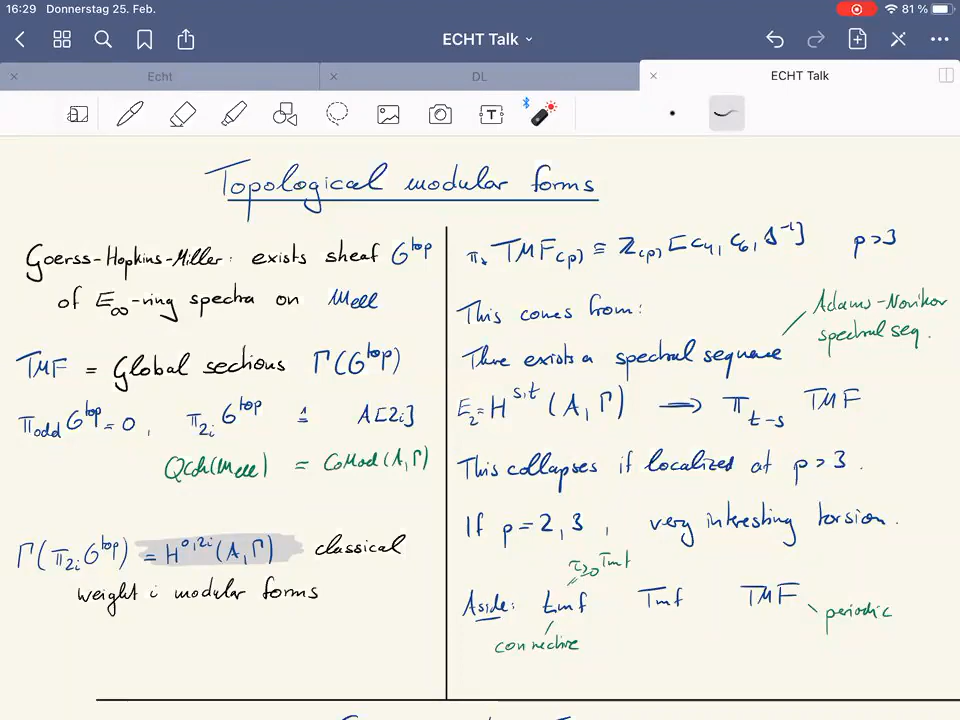 16:29 Donnerstag 25. Feb.
81 %
ECHT Talk
Echt
DL
ECHT Talk
Topological modular forms
Goerss-Hopkins-Miller: exists sheaf O^top
of E∞-ring spectra on Mell
TMF = Global sections Γ(O^top)
π_odd O^top = 0, π_2i O^top ≙ A[2i]
QCoh(Mell) = CoMod(A,Γ)
Γ(π_2i O^top) = H^0,2i (A,Γ) classical
weight i modular forms
π_* TMF_(p) ≅ Z_(p) [c4, c6, Δ^-1] p>3
This comes from:
Adams-Novikov
spectral seq.
There exists a spectral sequence
E_2 = H^s,t (A,Γ) ⟹ π_t-s TMF
This collapses if localized at p>3.
If p=2,3, very interesting torsion.
τ≥0 Tmf
Aside: tmf Tmf TMF
periodic
connective